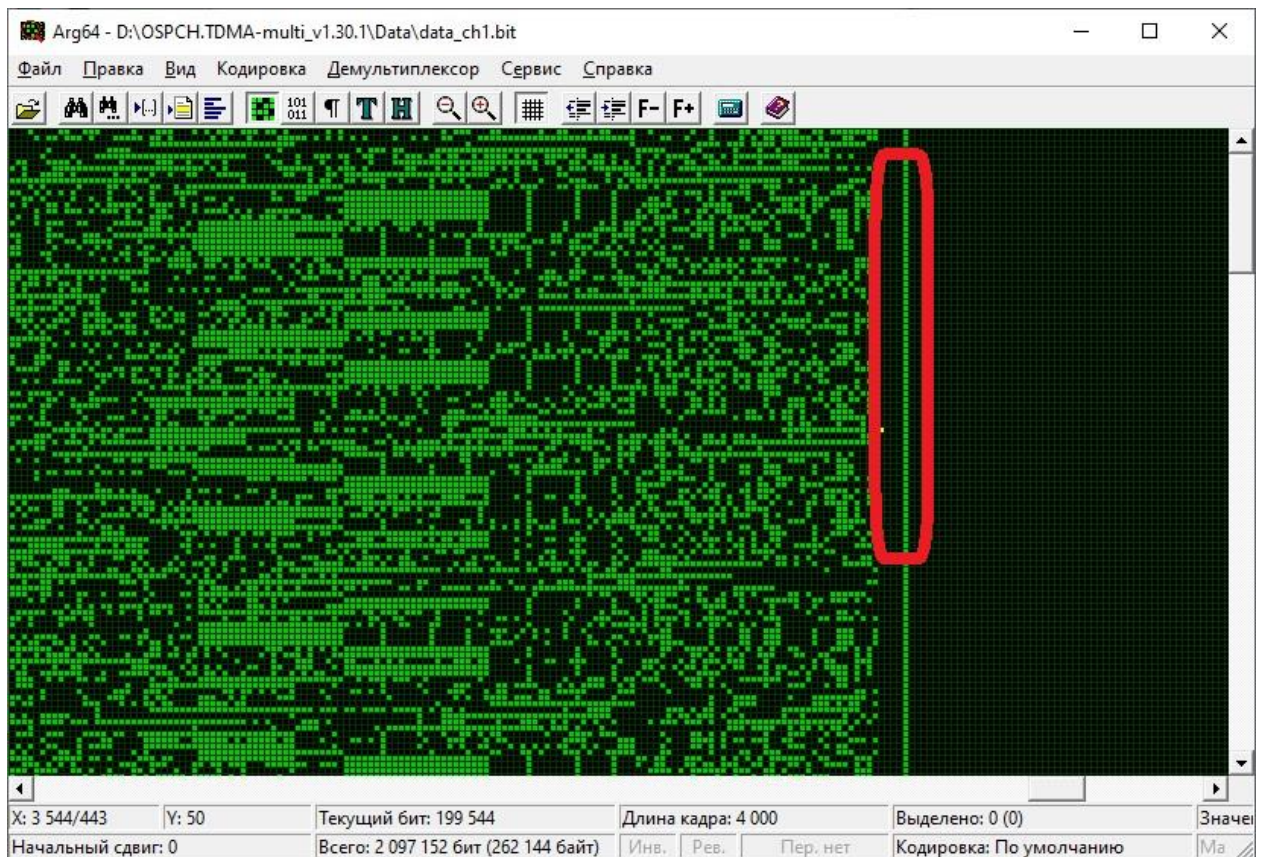 Arg64 - D:\OSPCH.TDMA-multi_v1.30.1\Data\data_ch1.bit
Файл Правка Вид Кодировка Демультиплексор Сервис Справка
101 011 ¶ T H F- F+
X: 3 544/443 Y: 50 Текущий бит: 199 544 Длина кадра: 4 000 Выделено: 0 (0) Значе
Начальный сдвиг: 0 Всего: 2 097 152 бит (262 144 байт) Инв. Рев. Пер. нет Кодировка: По умолчанию Ма